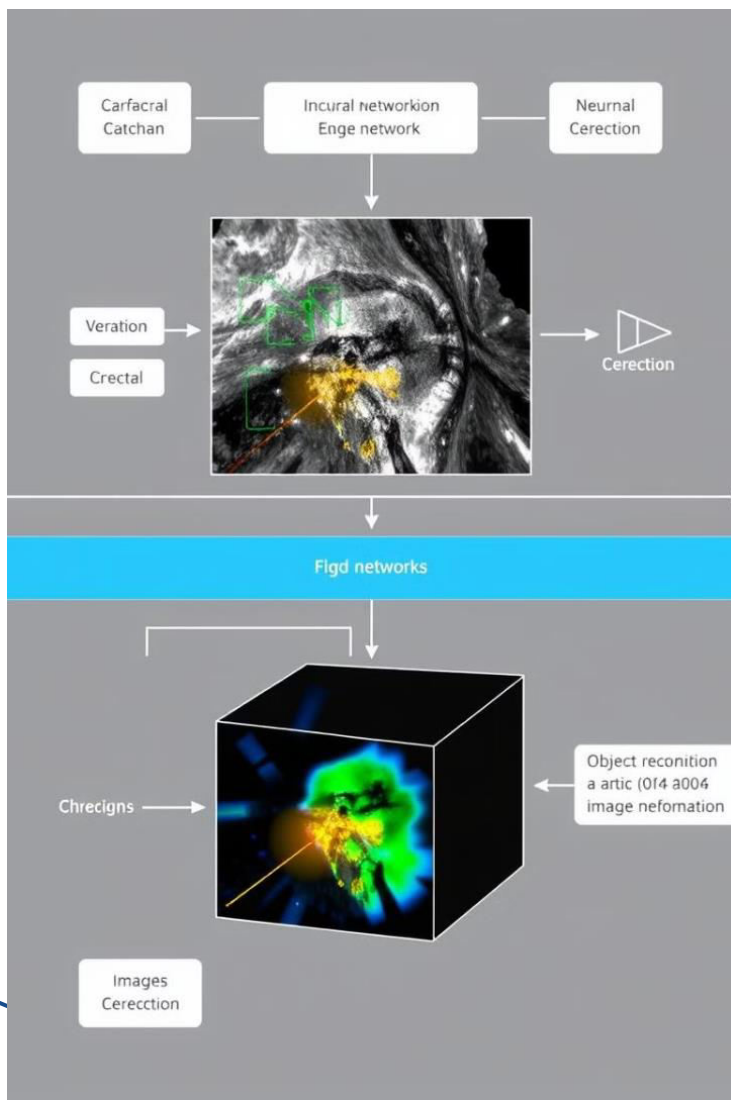 Carfacral
Catchan
Incural Networkion
Enge network
Neurnal
Cerection
Veration
Crectal
Cerection
Flgd networks
Chrecigns
Object reconition
a artic (0f4 a004
image nefornation
Images
Cerecction